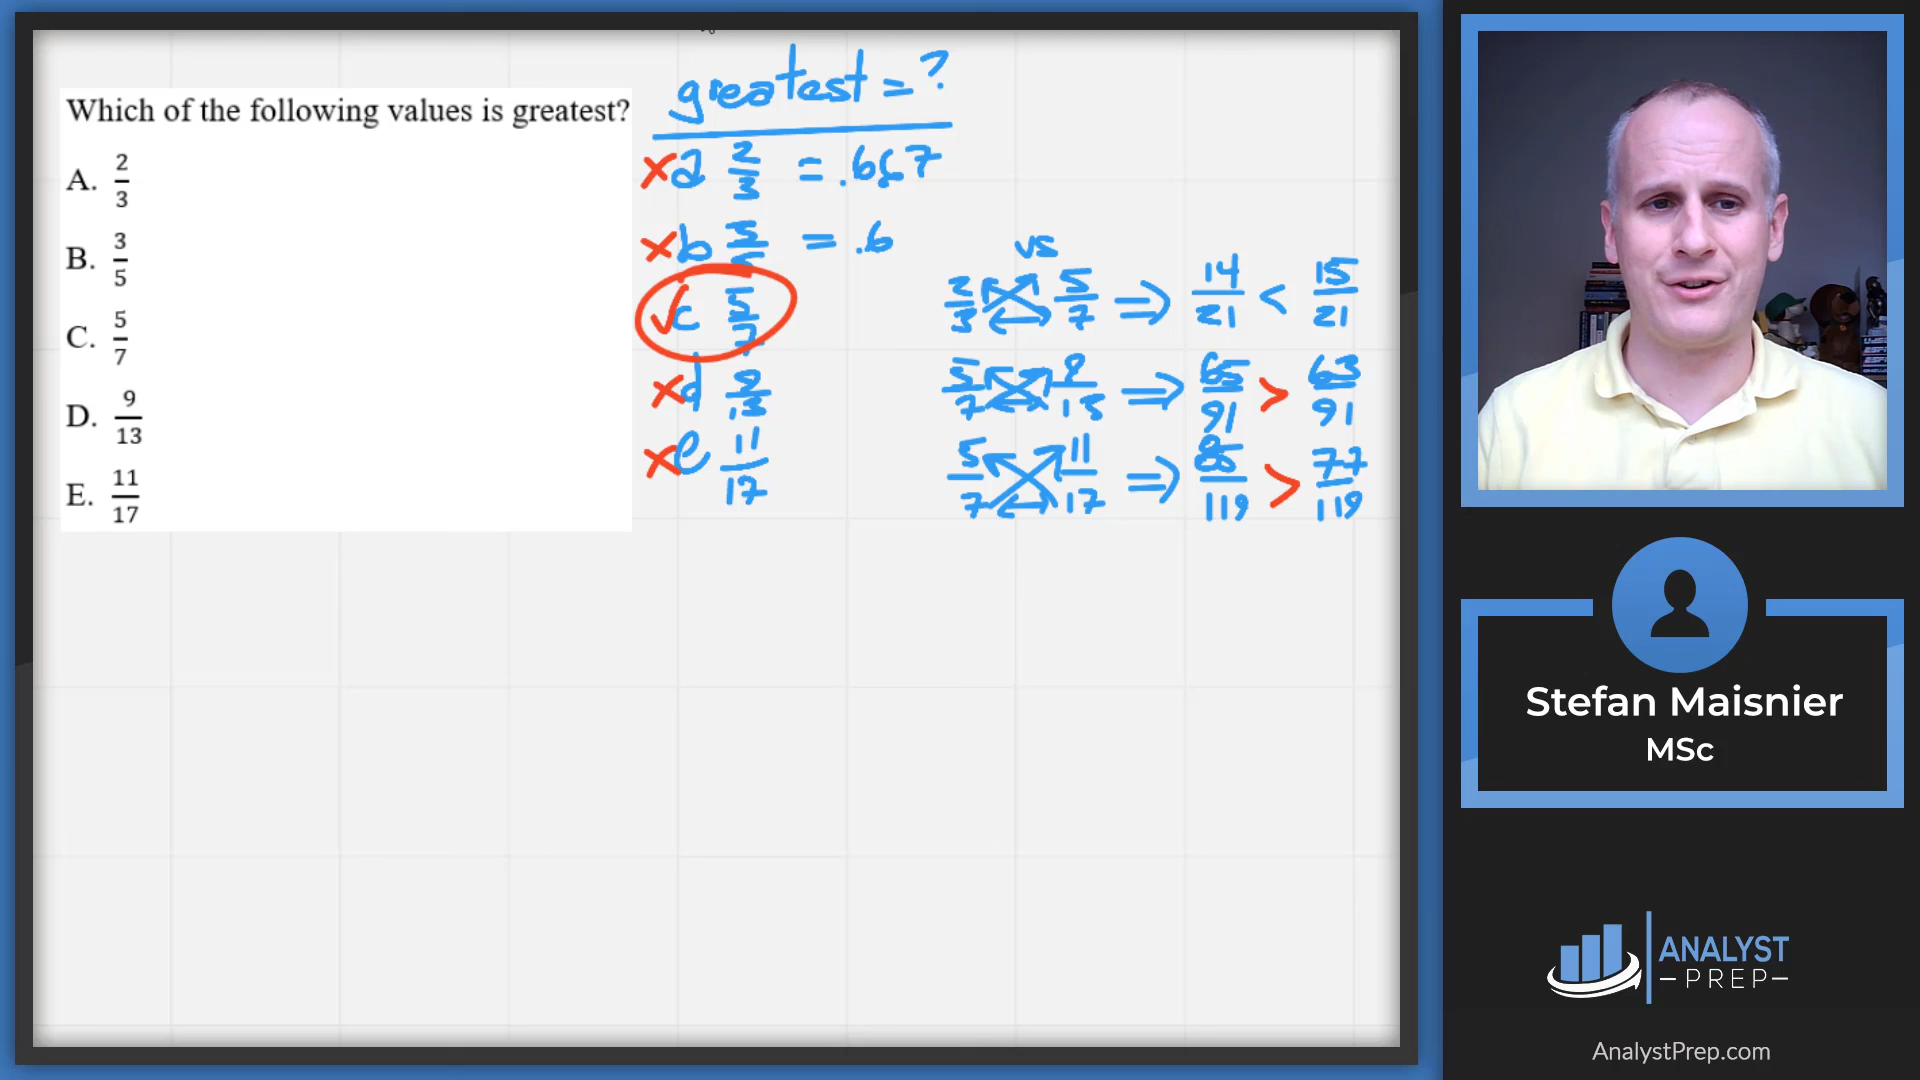 Which of the following values is greatest?
A. 2/3
B. 3/5
C. 5/7
D. 9/13
E. 11/17
greatest = ?
× a 2/3 = .667
× b 3/5 = .6
✓ c 5/7
× d 9/13
× e 11/17
vs
2/3 5/7 ⇒ 14/21 < 15/21
5/7 9/13 ⇒ 65/91 > 63/91
5/7 11/17 ⇒ 85/119 > 77/119
Stefan Maisnier
MSc
ANALYST
PREP
AnalystPrep.com